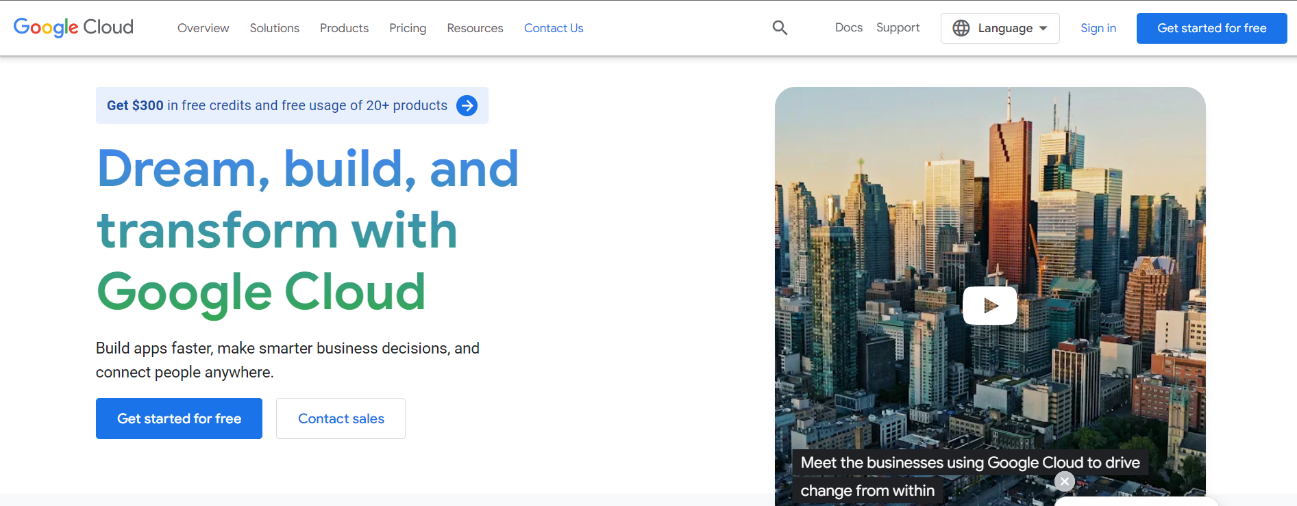 Google Cloud
Overview
Solutions
Products
Pricing
Resources
Contact Us
Docs
Support
Language
Sign in
Get started for free
Get $300 in free credits and free usage of 20+ products
Dream, build, and
transform with
Google Cloud
Build apps faster, make smarter business decisions, and
connect people anywhere.
Get started for free
Contact sales
Meet the businesses using Google Cloud to drive
change from within